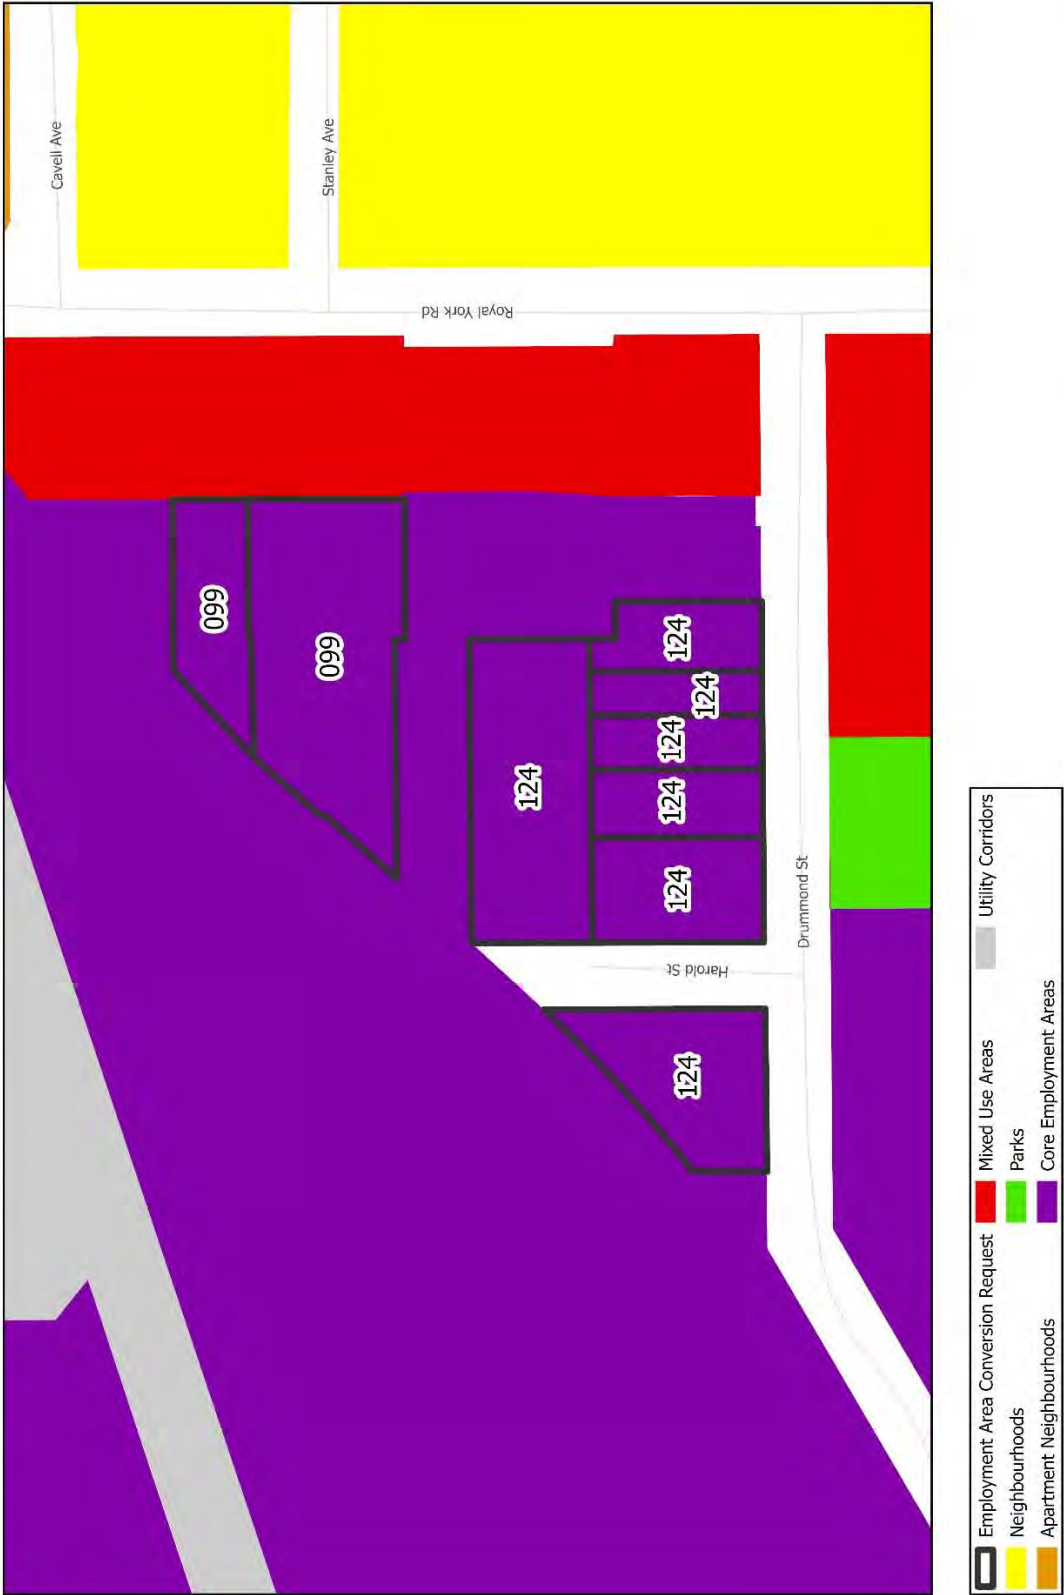 Cavell Ave
099
099
Stanley Ave
Royal York Rd
124
124
124
124
124
124
124
Harold St
Drummond St
Employment Area Conversion Request
Neighbourhoods
Apartment Neighbourhoods
Mixed Use Areas
Parks
Core Employment Areas
Utility Corridors